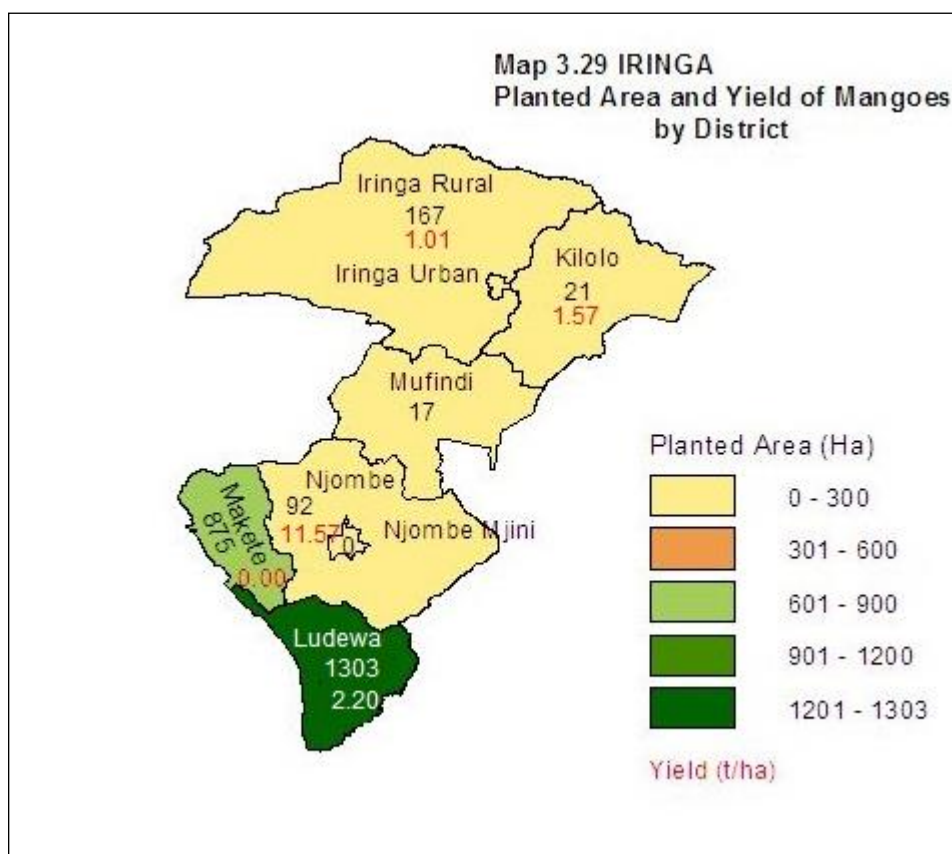 Map 3.29 IRINGA
Planted Area and Yield of Mangoes
by District
Iringa Rural
167
1.01
Iringa Urban
Kilolo
21
1.57
Mufindi
17
Njombe
92
11.57
0
Njombe Mjini
Makete
875
0.00
Ludewa
1303
2.20
Planted Area (Ha)
0 - 300
301 - 600
601 - 900
901 - 1200
1201 - 1303
Yield (t/ha)